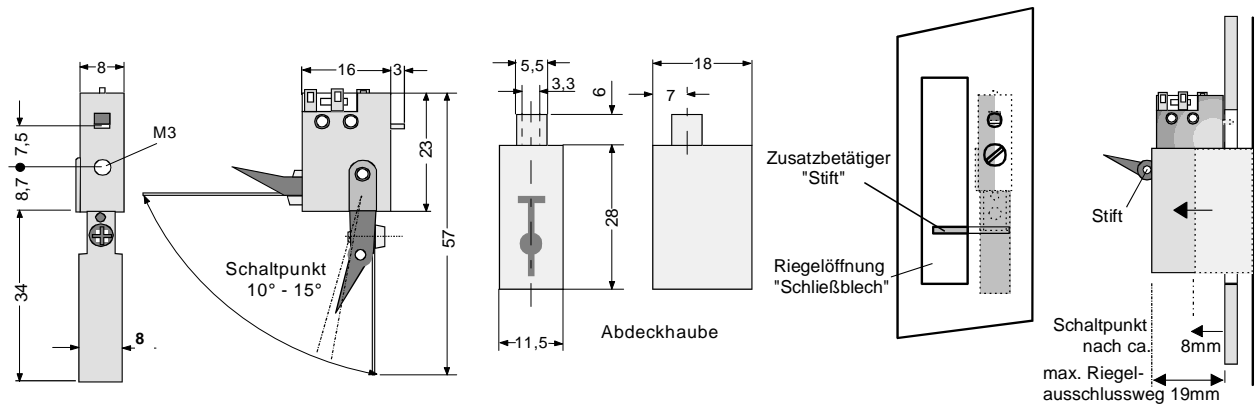 8
7,5
8,7
M3
34
8
16
3
23
57
Schaltpunkt
10° - 15°
5,5
3,3
6
28
11,5
18
7
Abdeckhaube
Zusatzbetätiger
"Stift"
Riegelöffnung
"Schließblech"
Stift
Schaltpunkt
nach ca.
8mm
max. Riegel-
ausschlussweg 19mm